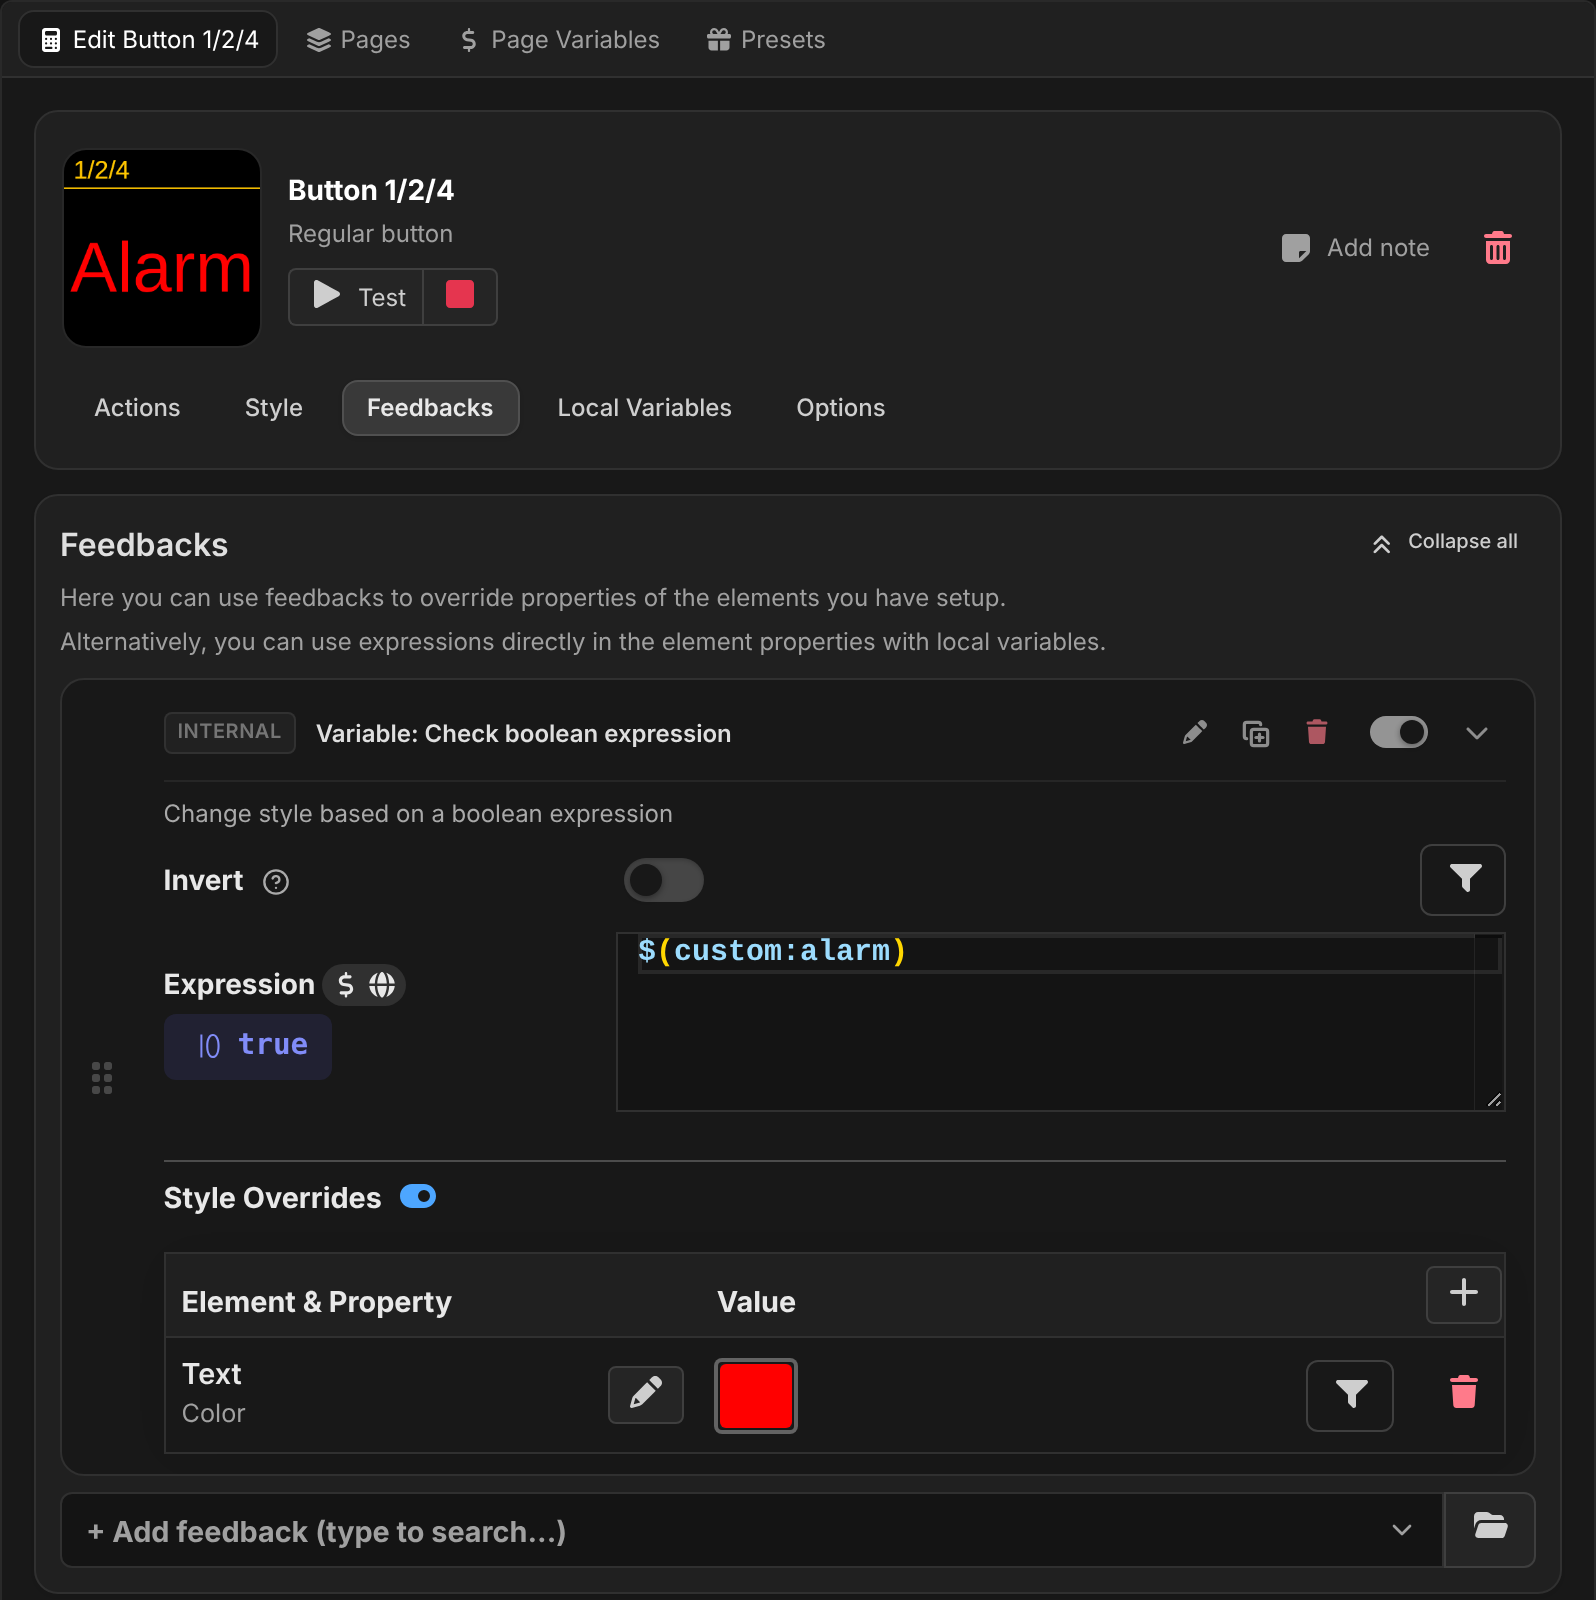 Edit Button 1/2/4 Pages $ Page Variables Presets
1/2/4
Alarm
Button 1/2/4
Regular button
Test
Add note
Actions Style Feedbacks Local Variables Options
Feedbacks
Collapse all
Here you can use feedbacks to override properties of the elements you have setup.
Alternatively, you can use expressions directly in the element properties with local variables.
INTERNAL Variable: Check boolean expression
Change style based on a boolean expression
Invert
$(custom:alarm)
Expression $
true
Style Overrides
Element & Property Value
Text
Color
+ Add feedback (type to search...)